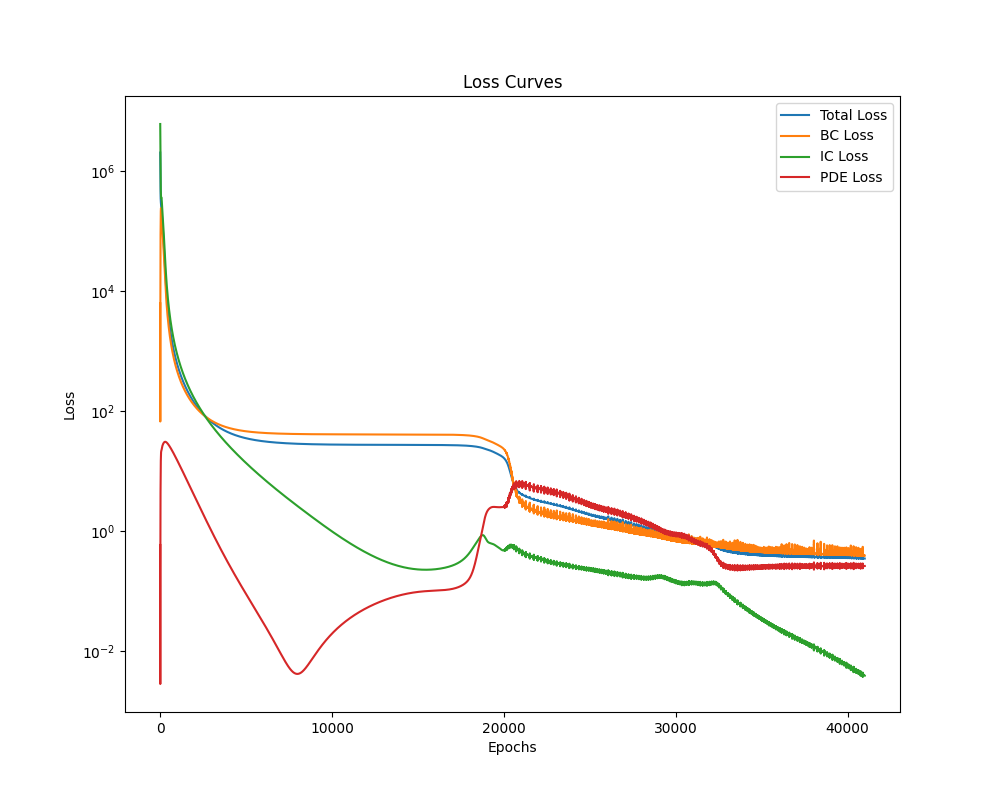 Loss Curves
Total Loss
BC Loss
IC Loss
PDE Loss
10^6
10^4
10^2
10^0
10^-2
Loss
0
10000
20000
30000
40000
Epochs